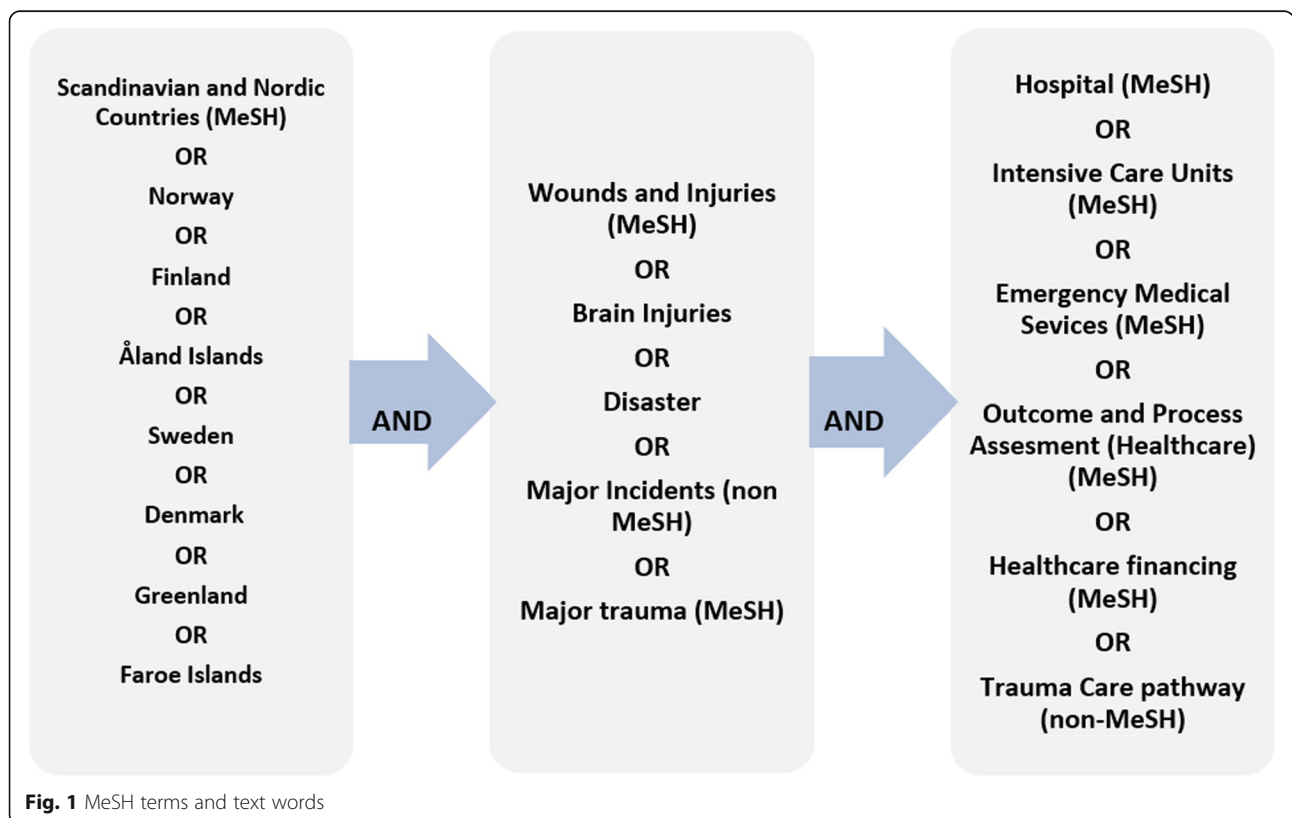 Scandinavian and Nordic
Countries (MeSH)
OR
Norway
OR
Finland
OR
Åland Islands
OR
Sweden
OR
Denmark
OR
Greenland
OR
Faroe Islands
AND
Wounds and Injuries
(MeSH)
OR
Brain Injuries
OR
Disaster
OR
Major Incidents (non
MeSH)
OR
Major trauma (MeSH)
AND
Hospital (MeSH)
OR
Intensive Care Units
(MeSH)
OR
Emergency Medical
Sevices (MeSH)
OR
Outcome and Process
Assesment (Healthcare)
(MeSH)
OR
Healthcare financing
(MeSH)
OR
Trauma Care pathway
(non-MeSH)
Fig. 1 MeSH terms and text words